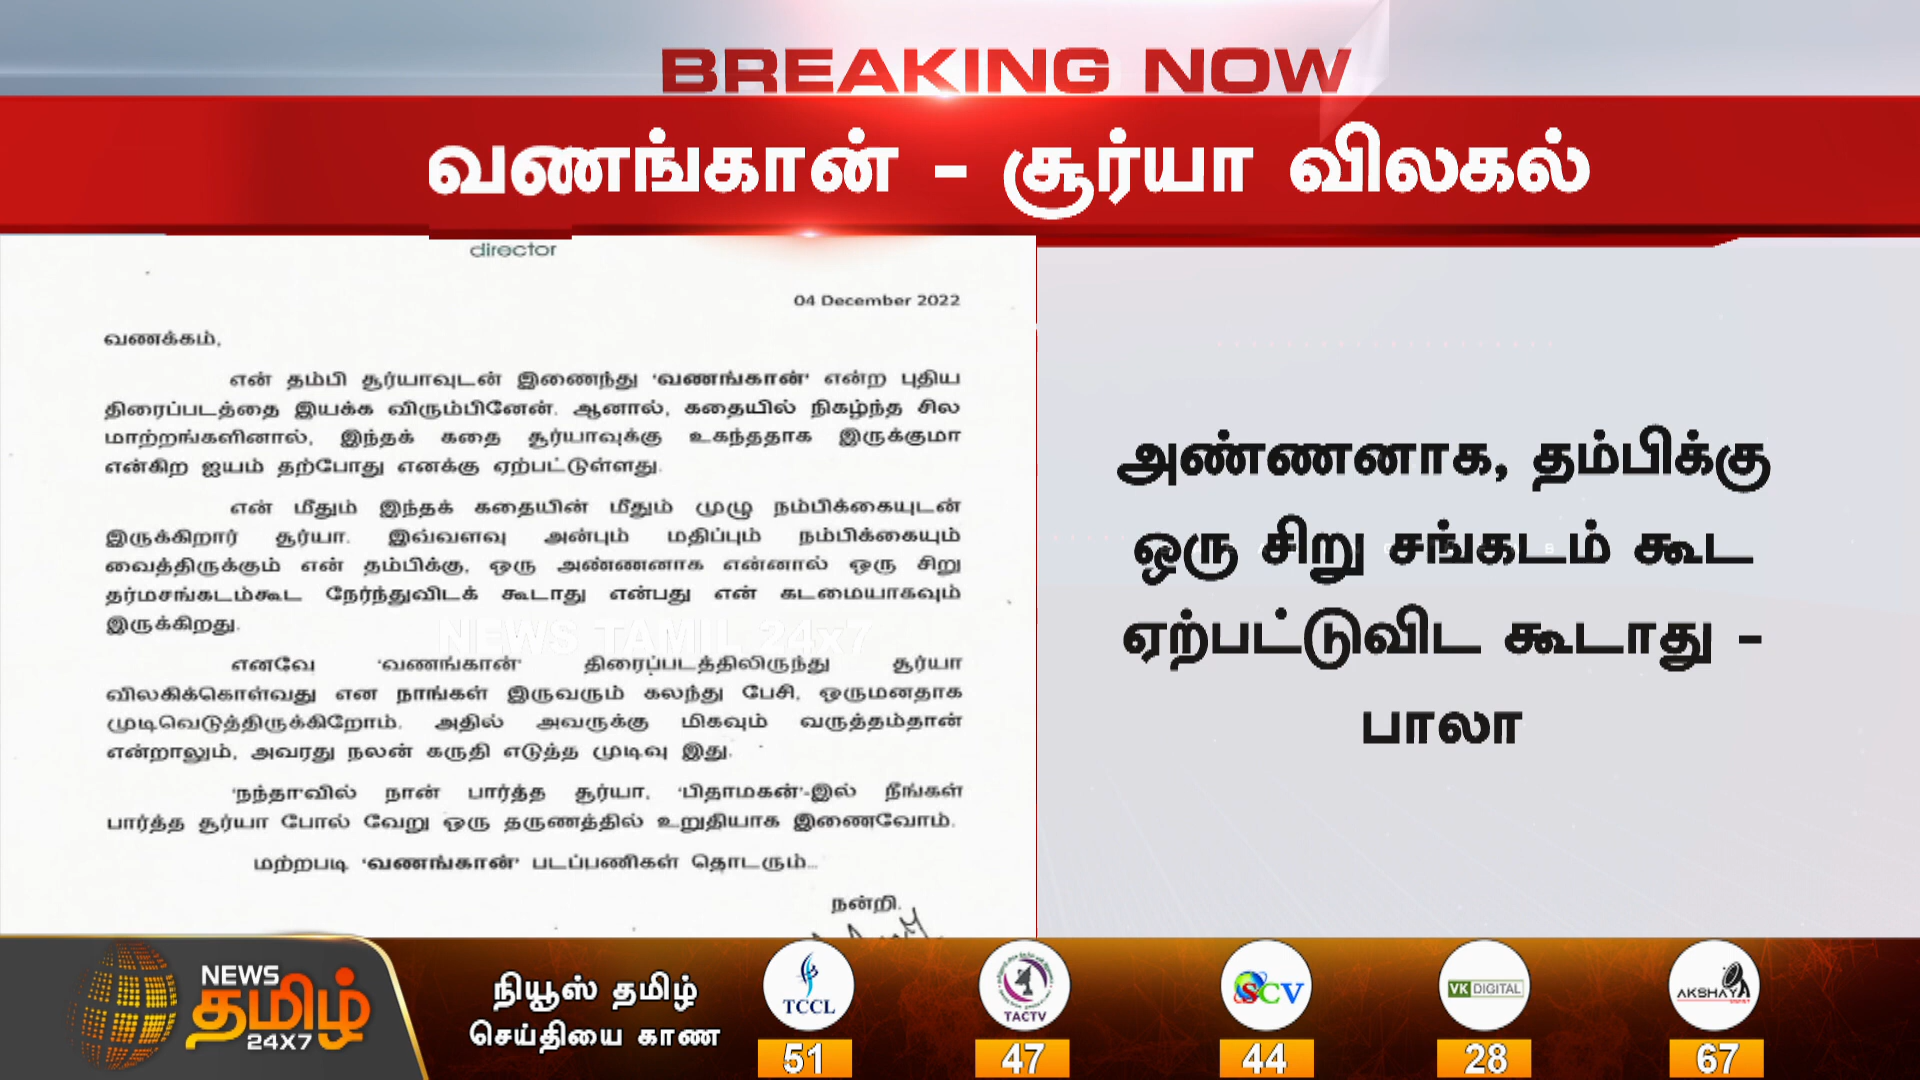 BREAKING NOW
வணங்கான் - சூர்யா விலகல்
director
04 December 2022
வணக்கம்,
என் தம்பி சூர்யாவுடன் இணைந்து 'வணங்கான்' என்ற புதிய
திரைப்படத்தை இயக்க விரும்பினேன். ஆனால், கதையில் நிகழ்ந்த சில
மாற்றங்களினால், இந்தக் கதை சூர்யாவுக்கு உகந்ததாக இருக்குமா
என்கிற ஐயம் தற்போது எனக்கு ஏற்பட்டுள்ளது.
என் மீதும் இந்தக் கதையின் மீதும் முழு நம்பிக்கையுடன்
இருக்கிறார் சூர்யா. இவ்வளவு அன்பும் மதிப்பும் நம்பிக்கையும்
வைத்திருக்கும் என் தம்பிக்கு, ஒரு அண்ணனாக என்னால் ஒரு சிறு
தர்மசங்கடம்கூட நேர்ந்துவிடக் கூடாது என்பது என் கடமையாகவும்
இருக்கிறது.
NEWS TAMIL 24x7
எனவே 'வணங்கான்' திரைப்படத்திலிருந்து சூர்யா
விலகிக்கொள்வது என நாங்கள் இருவரும் கலந்து பேசி, ஒருமனதாக
முடிவெடுத்திருக்கிறோம். அதில் அவருக்கு மிகவும் வருத்தம்தான்
என்றாலும், அவரது நலன் கருதி எடுத்த முடிவு இது.
'நந்தா'வில் நான் பார்த்த சூர்யா, 'பிதாமகன்'-இல் நீங்கள்
பார்த்த சூர்யா போல் வேறு ஒரு தருணத்தில் உறுதியாக இணைவோம்.
மற்றபடி 'வணங்கான்' படப்பணிகள் தொடரும்...
நன்றி.
அண்ணனாக, தம்பிக்கு
ஒரு சிறு சங்கடம் கூட
ஏற்பட்டுவிட கூடாது -
பாலா
NEWS
தமிழ்
24X7
நியூஸ் தமிழ்
செய்தியை காண
TCCL
51
TACTV
47
SCV
44
VK DIGITAL
28
AKSHAYA
67